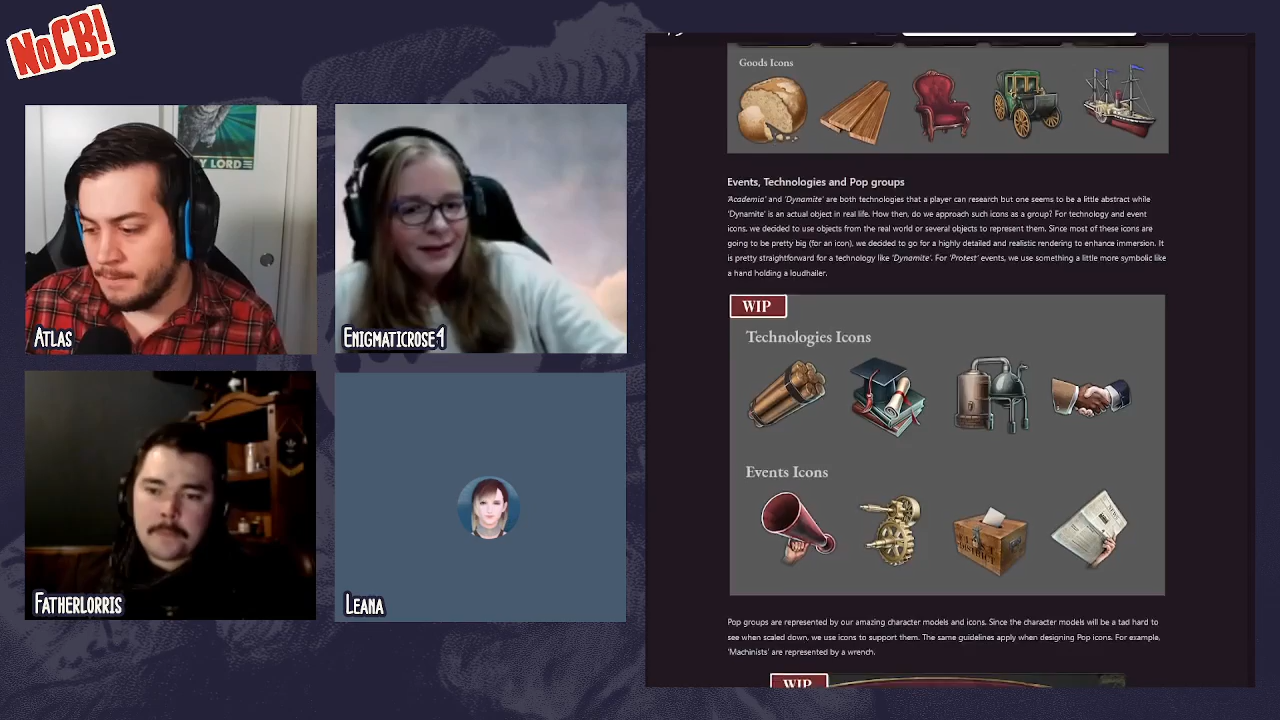 NoCB!
Y LORD
ATLAS
ENIGMATICROSE4
FATHERLORRIS
LEANA
Goods Icons
Events, Technologies and Pop groups
'Academia' and 'Dynamite' are both technologies that a player can research but one seems to be a little abstract while
'Dynamite' is an actual object in real life. How then, do we approach such icons as a group? For technology and event
icons, we decided to use objects from the real world or several objects to represent them. Since most of these icons are
going to be pretty big (for an icon), we decided to go for a highly detailed and realistic rendering to enhance immersion. It
is pretty straightforward for a technology like 'Dynamite'. For 'Protest' events, we use something a little more symbolic like
a hand holding a loudhailer.
WIP
Technologies Icons
Events Icons
DISTRICT
NEWS
Pop groups are represented by our amazing character models and icons. Since the character models will be a tad hard to
see when scaled down, we use icons to support them. The same guidelines apply when designing Pop icons. For example,
'Machinists' are represented by a wrench.
WIP